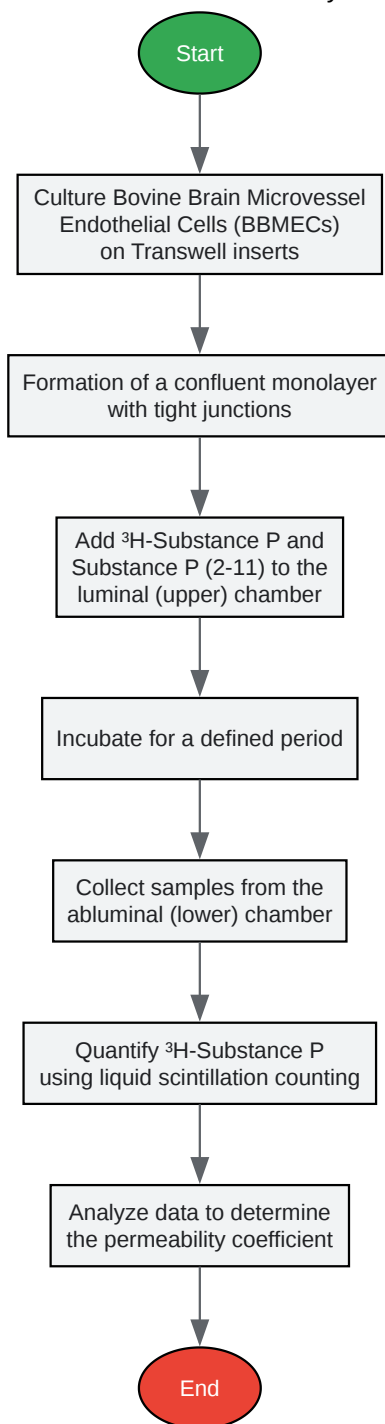 Start
Culture Bovine Brain Microvessel
Endothelial Cells (BBMECs)
on Transwell inserts
Formation of a confluent monolayer
with tight junctions
Add ³H-Substance P and
Substance P (2-11) to the
luminal (upper) chamber
Incubate for a defined period
Collect samples from the
abluminal (lower) chamber
Quantify ³H-Substance P
using liquid scintillation counting
Analyze data to determine
the permeability coefficient
End